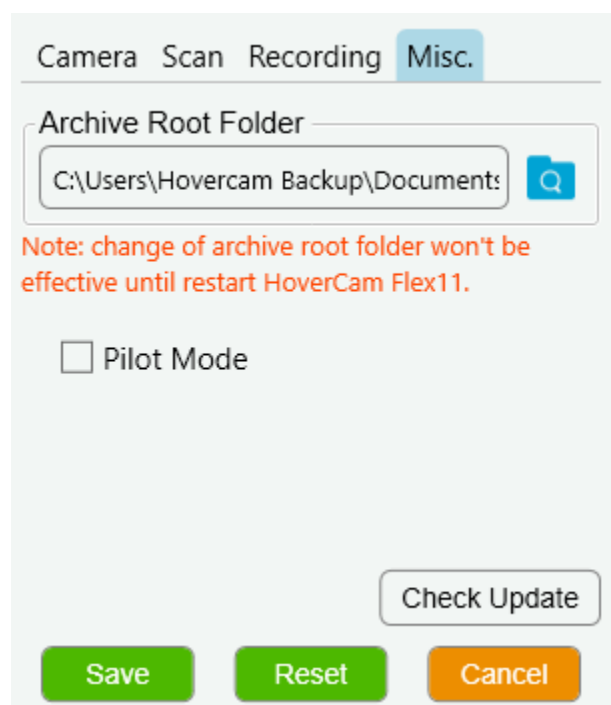 Camera Scan Recording Misc.
Archive Root Folder
C:\Users\Hovercam Backup\Documents
Note: change of archive root folder won't be
effective until restart HoverCam Flex11.
Pilot Mode
Check Update
Save Reset Cancel